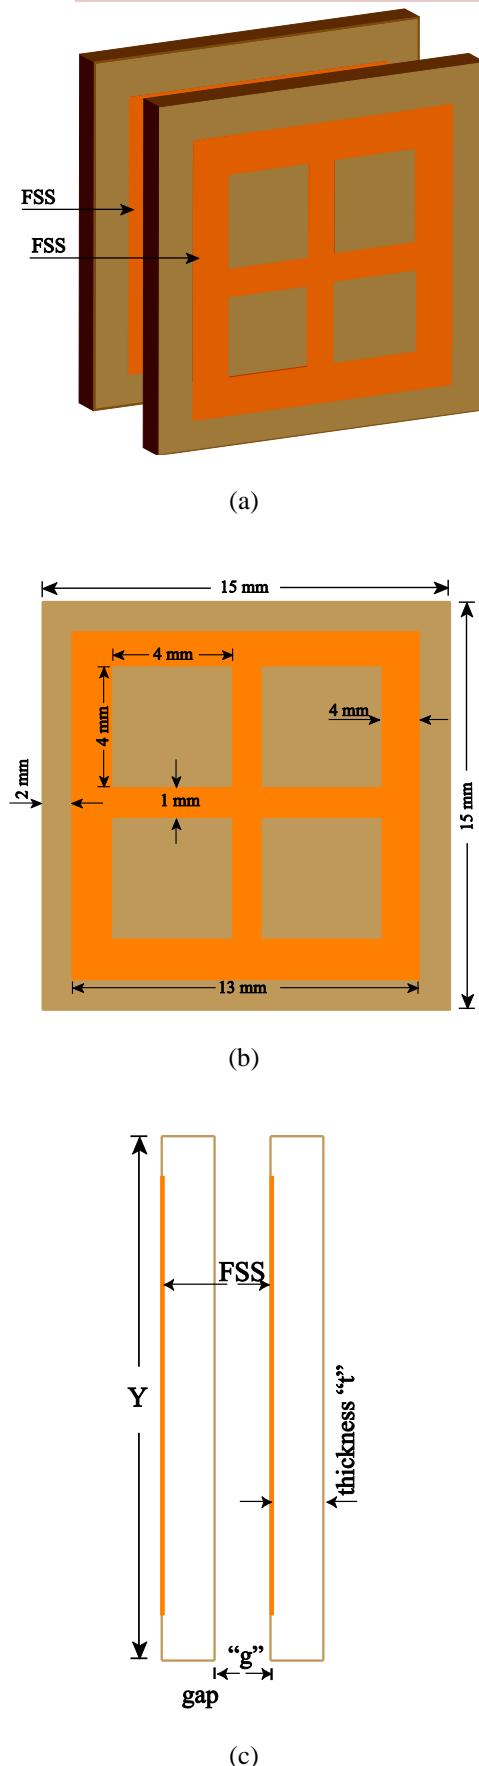 FSS
FSS
(a)
15 mm
4 mm
4 mm
4 mm
2 mm
1 mm
15 mm
13 mm
(b)
FSS
Y
thickness “t”
“g”
gap
(c)